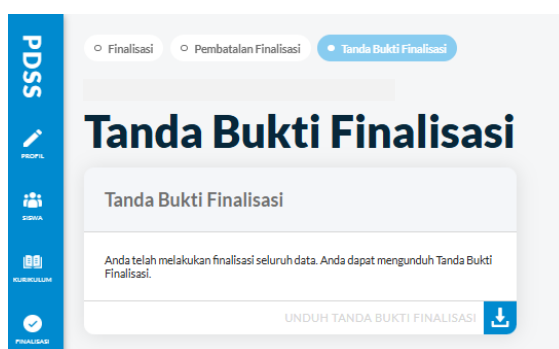 PDSS
Finalisasi
Pembatalan Finalisasi
Tanda Bukti Finalisasi
Tanda Bukti Finalisasi
PROFIL
Tanda Bukti Finalisasi
SISWA
Anda telah melakukan finalisasi seluruh data. Anda dapat mengunduh Tanda Bukti
Finalisasi.
KURIKULUM
UNDUH TANDA BUKTI FINALISASI
FINALISASI